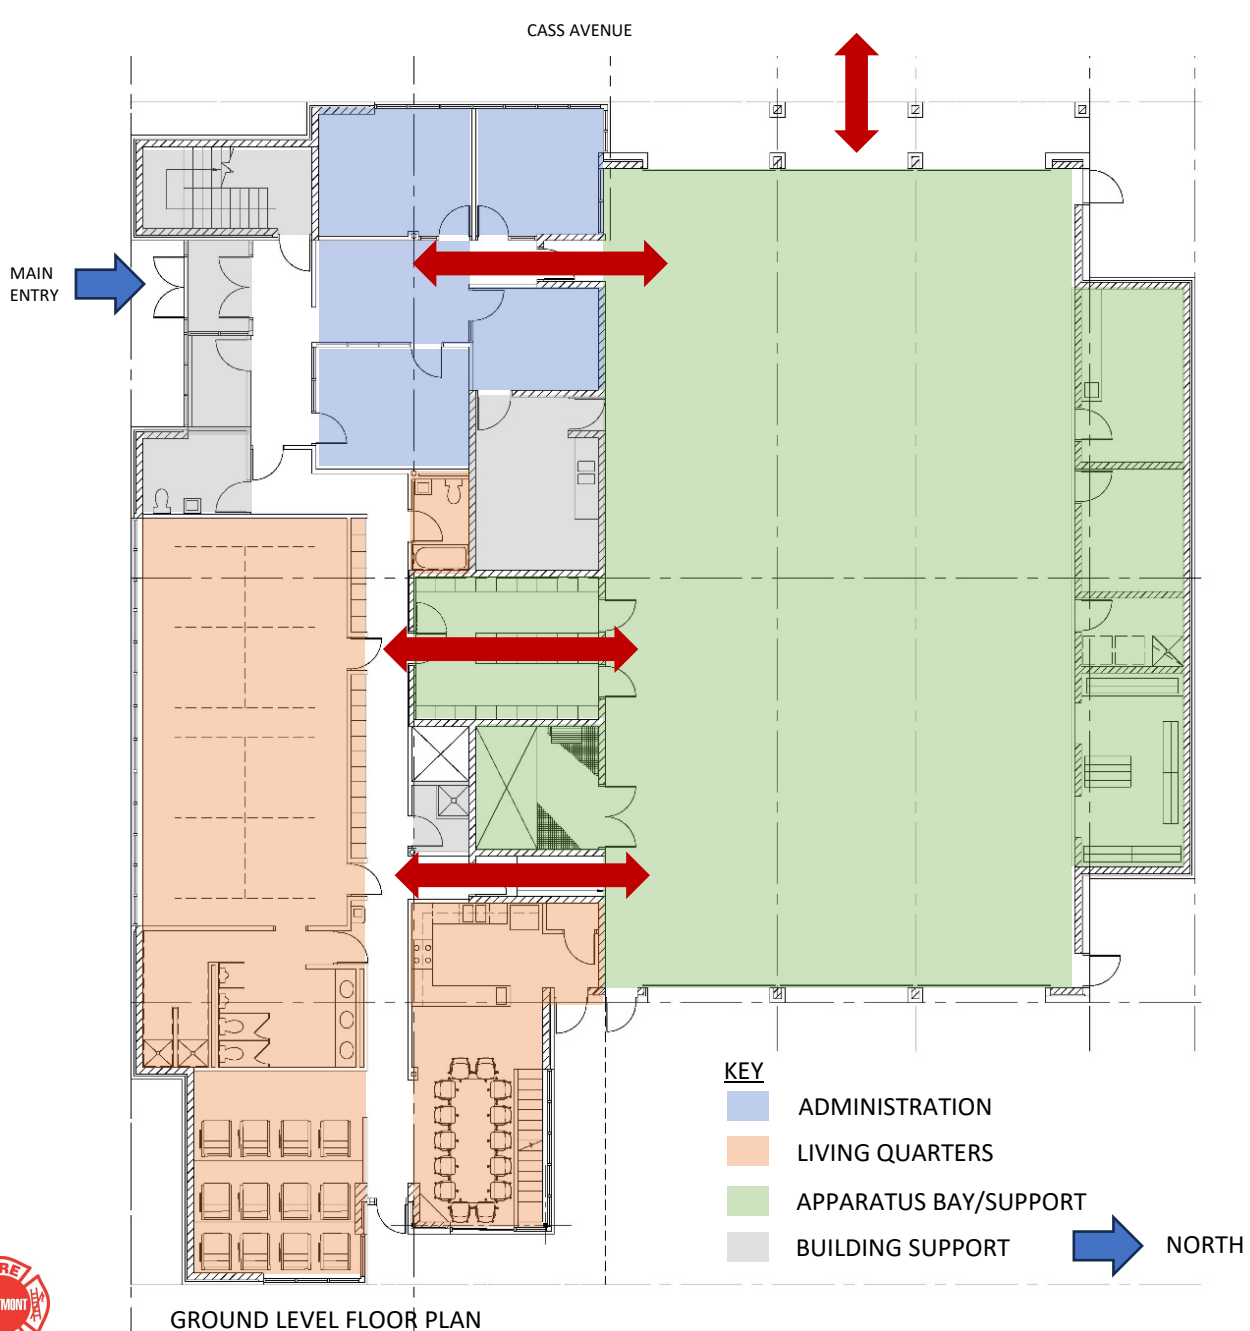 CASS AVENUE
MAIN
ENTRY
KEY
ADMINISTRATION
LIVING QUARTERS
APPARATUS BAY/SUPPORT
BUILDING SUPPORT
NORTH
GROUND LEVEL FLOOR PLAN